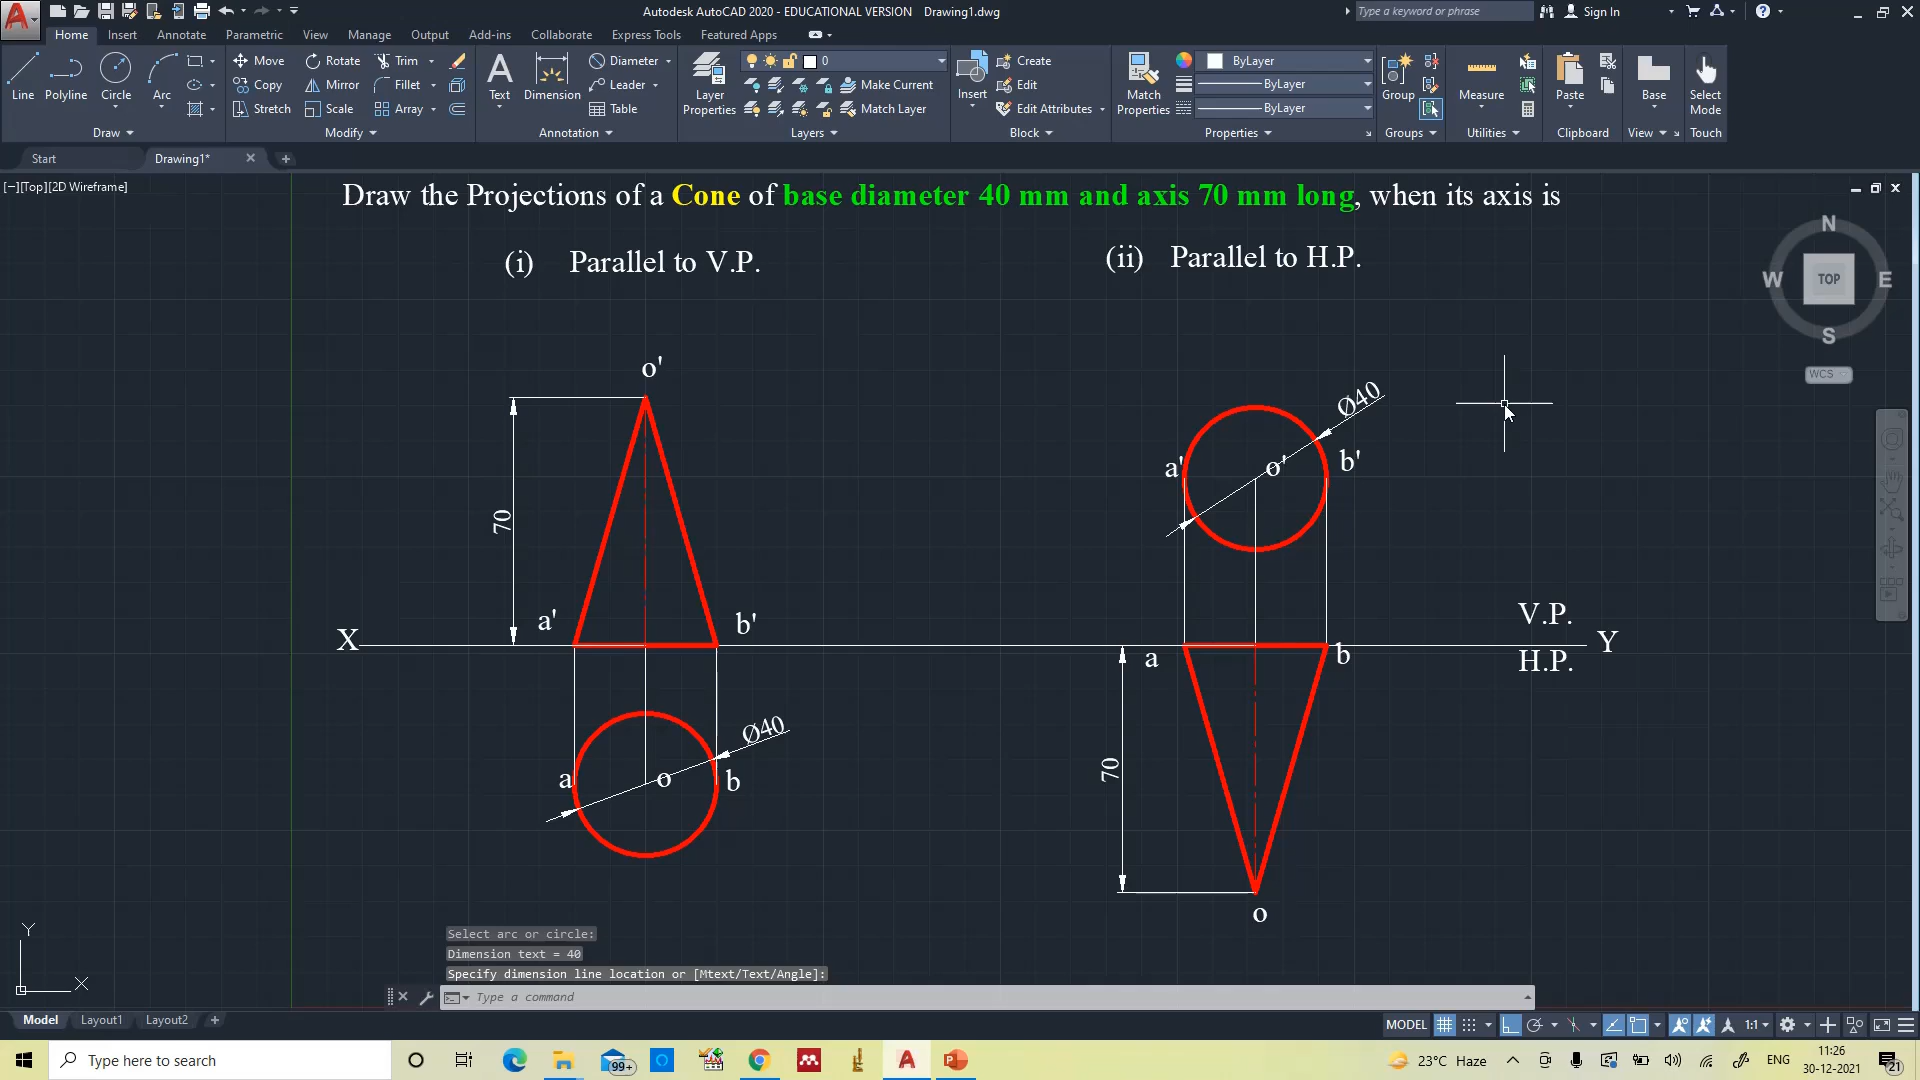 Autodesk AutoCAD 2020 - EDUCATIONAL VERSION Drawing1.dwg
Type a keyword or phrase
Sign In
Home Insert Annotate Parametric View Manage Output Add-ins Collaborate Express Tools Featured Apps
Line Polyline Circle Arc
Draw
Move Rotate Trim
Copy Mirror Fillet
Stretch Scale Array
Modify
Text Dimension
Diameter
Leader
Table
Annotation
Layer Properties
0
Make Current
Match Layer
Layers
Insert
Create
Edit
Edit Attributes
Block
Match Properties
ByLayer
ByLayer
ByLayer
Properties
Group
Groups
Measure
Utilities
Paste
Clipboard
Base
View
Select Mode
Touch
Start Drawing1*
[−][Top][2D Wireframe]
Draw the Projections of a Cone of base diameter 40 mm and axis 70 mm long, when its axis is
(i) Parallel to V.P.
(ii) Parallel to H.P.
N
W TOP E
S
WCS
o'
70
a' b'
X
a o b
Ø40
Ø40
a' o' b'
V.P.
Y
H.P.
a b
70
o
Y
X
Select arc or circle:
Dimension text = 40
Specify dimension line location or [Mtext/Text/Angle]:
Type a command
Model Layout1 Layout2
MODEL
1:1
Type here to search
99+
23°C Haze
ENG
11:26
30-12-2021
21